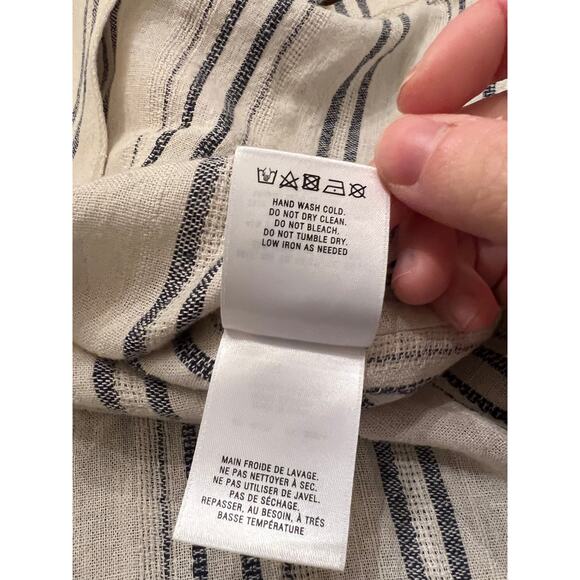 HAND WASH COLD.
DO NOT DRY CLEAN.
DO NOT BLEACH.
DO NOT TUMBLE DRY.
LOW IRON AS NEEDED
MAIN FROIDE DE LAVAGE.
NE PAS NETTOYER À SEC.
NE PAS UTILISER DE JAVEL.
PAS DE SÉCHAGE.
REPASSER, AU BESOIN, À TRÉS
BASSE TEMPÉRATURE